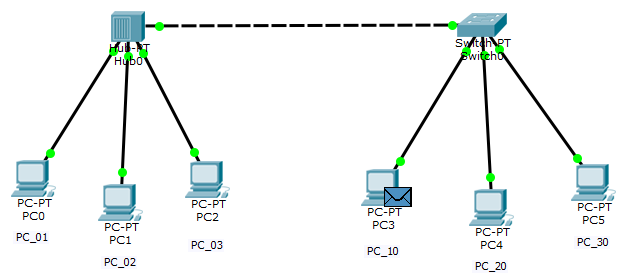 Hub-PT
Hub0
Switch-PT
Switch0
PC-PT
PC0
PC_01
PC-PT
PC1
PC_02
PC-PT
PC2
PC_03
PC-PT
PC3
PC_10
PC-PT
PC4
PC_20
PC-PT
PC5
PC_30